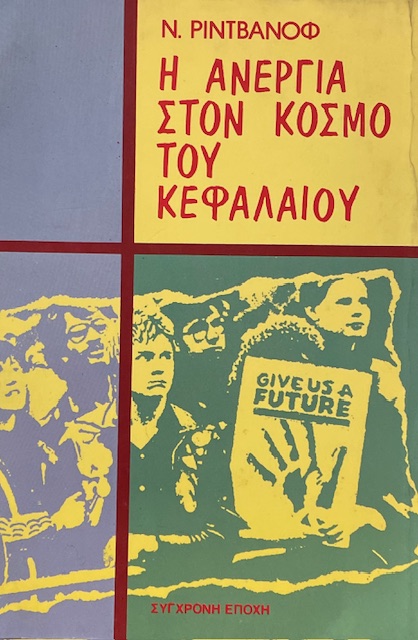 Ν. ΡΙΝΤΒΑΝΟΦ
Η ΑΝΕΡΓΙΑ
ΣΤΟΝ ΚΟΣΜΟ
ΤΟΥ
ΚΕΦΑΛΑΙΟΥ
GIVE US A
FUTURE
ΣΥΓΧΡΟΝΗ ΕΠΟΧΗ